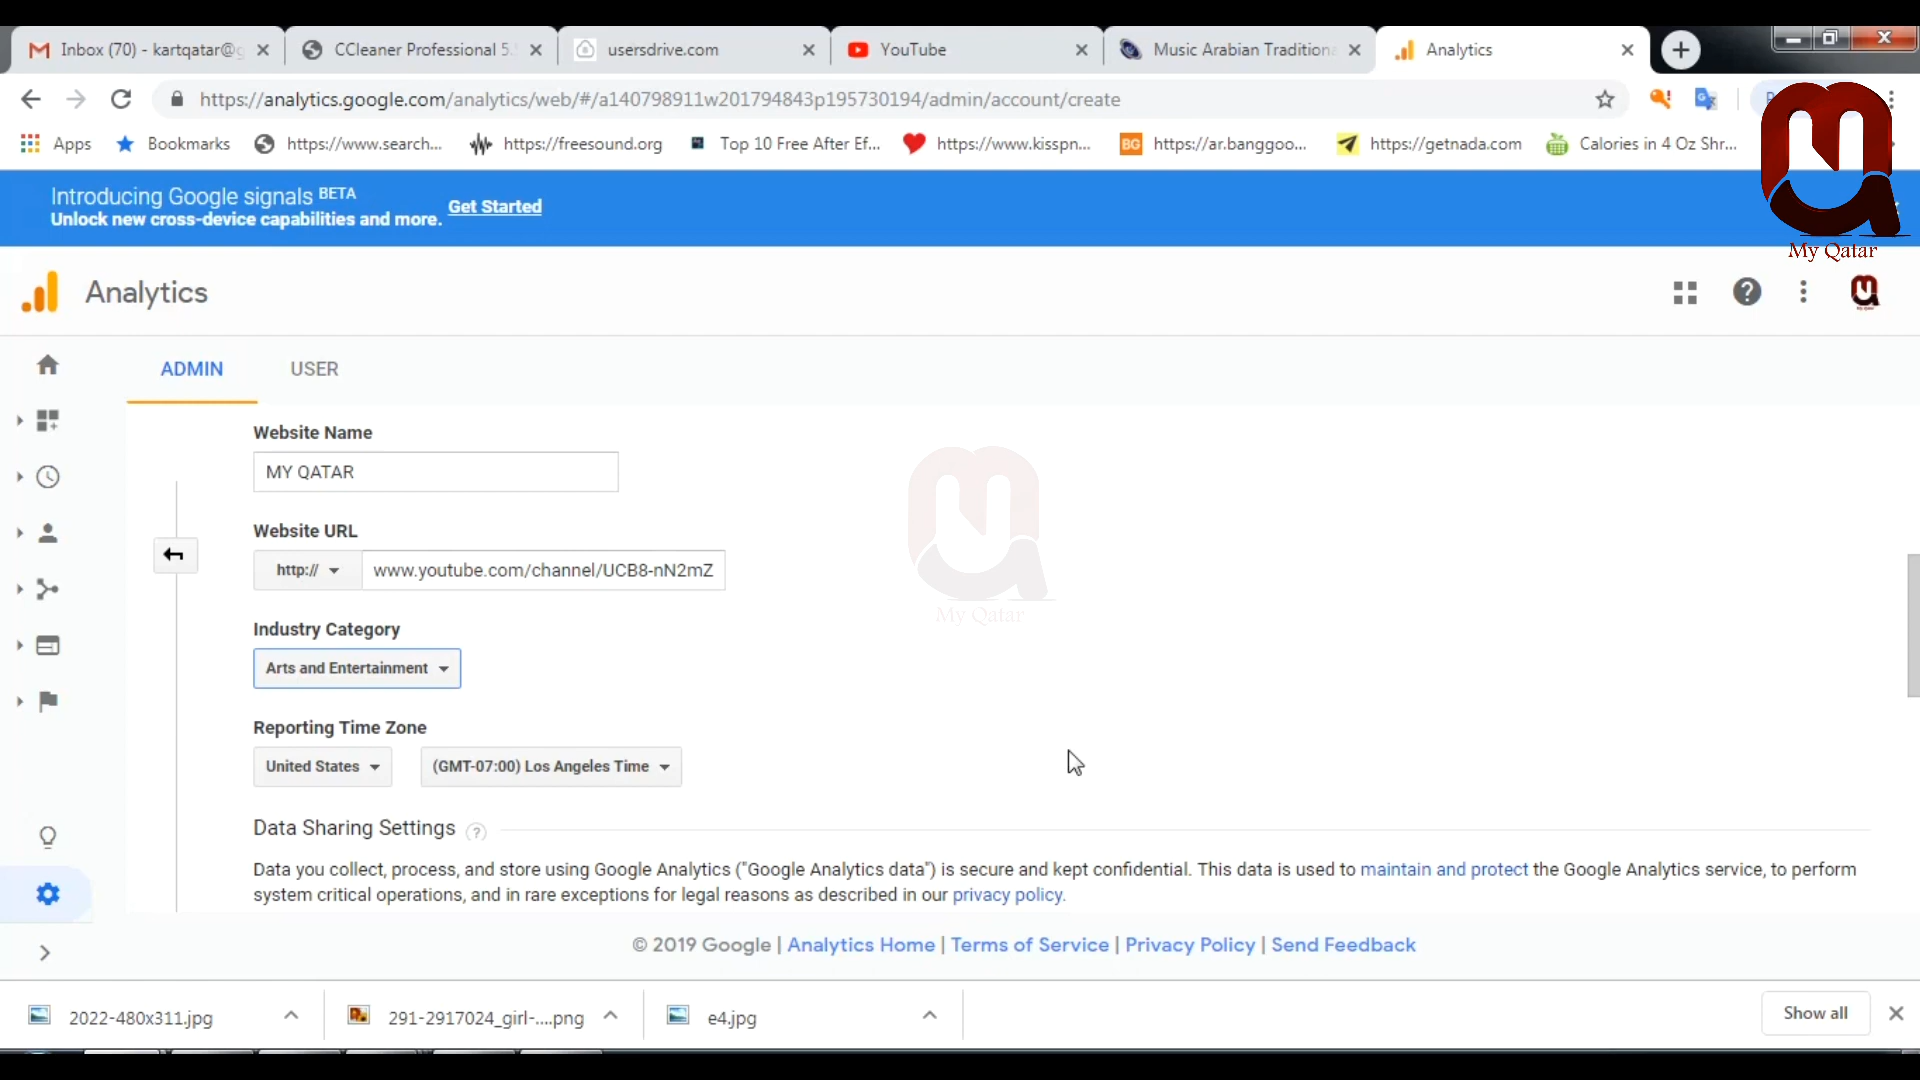 Inbox (70) - kartqatar@g
CCleaner Professional 5.
usersdrive.com
YouTube
Music Arabian Traditiona
Analytics
https://analytics.google.com/analytics/web/#/a140798911w201794843p195730194/admin/account/create
Apps
Bookmarks
https://www.search...
https://freesound.org
Top 10 Free After Ef...
https://www.kisspn...
BG
https://ar.banggoo...
https://getnada.com
Calories in 4 Oz Shr...
Introducing Google signals BETA
Unlock new cross-device capabilities and more.
Get Started
My Qatar
Analytics
ADMIN
USER
Website Name
MY QATAR
Website URL
http://
www.youtube.com/channel/UCB8-nN2mZ
My Qatar
Industry Category
Arts and Entertainment
Reporting Time Zone
United States
(GMT-07:00) Los Angeles Time
Data Sharing Settings ?
Data you collect, process, and store using Google Analytics ("Google Analytics data") is secure and kept confidential. This data is used to maintain and protect the Google Analytics service, to perform
system critical operations, and in rare exceptions for legal reasons as described in our privacy policy.
© 2019 Google | Analytics Home | Terms of Service | Privacy Policy | Send Feedback
2022-480x311.jpg
291-2917024_girl-....png
e4.jpg
Show all